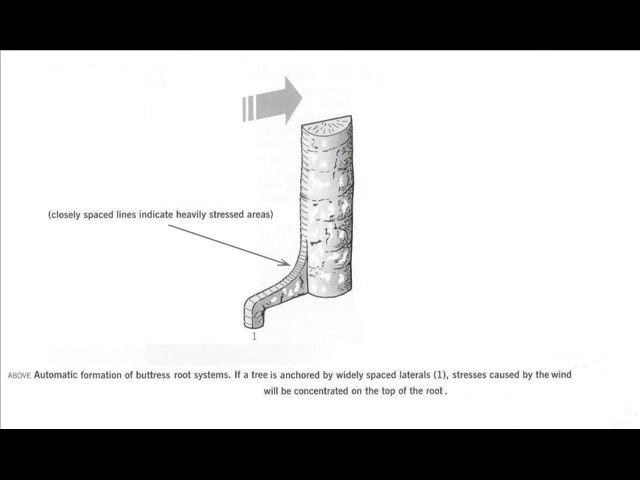 (closely spaced lines indicate heavily stressed areas)
1
ABOVE Automatic formation of buttress root systems. If a tree is anchored by widely spaced laterals (1), stresses caused by the wind
will be concentrated on the top of the root.